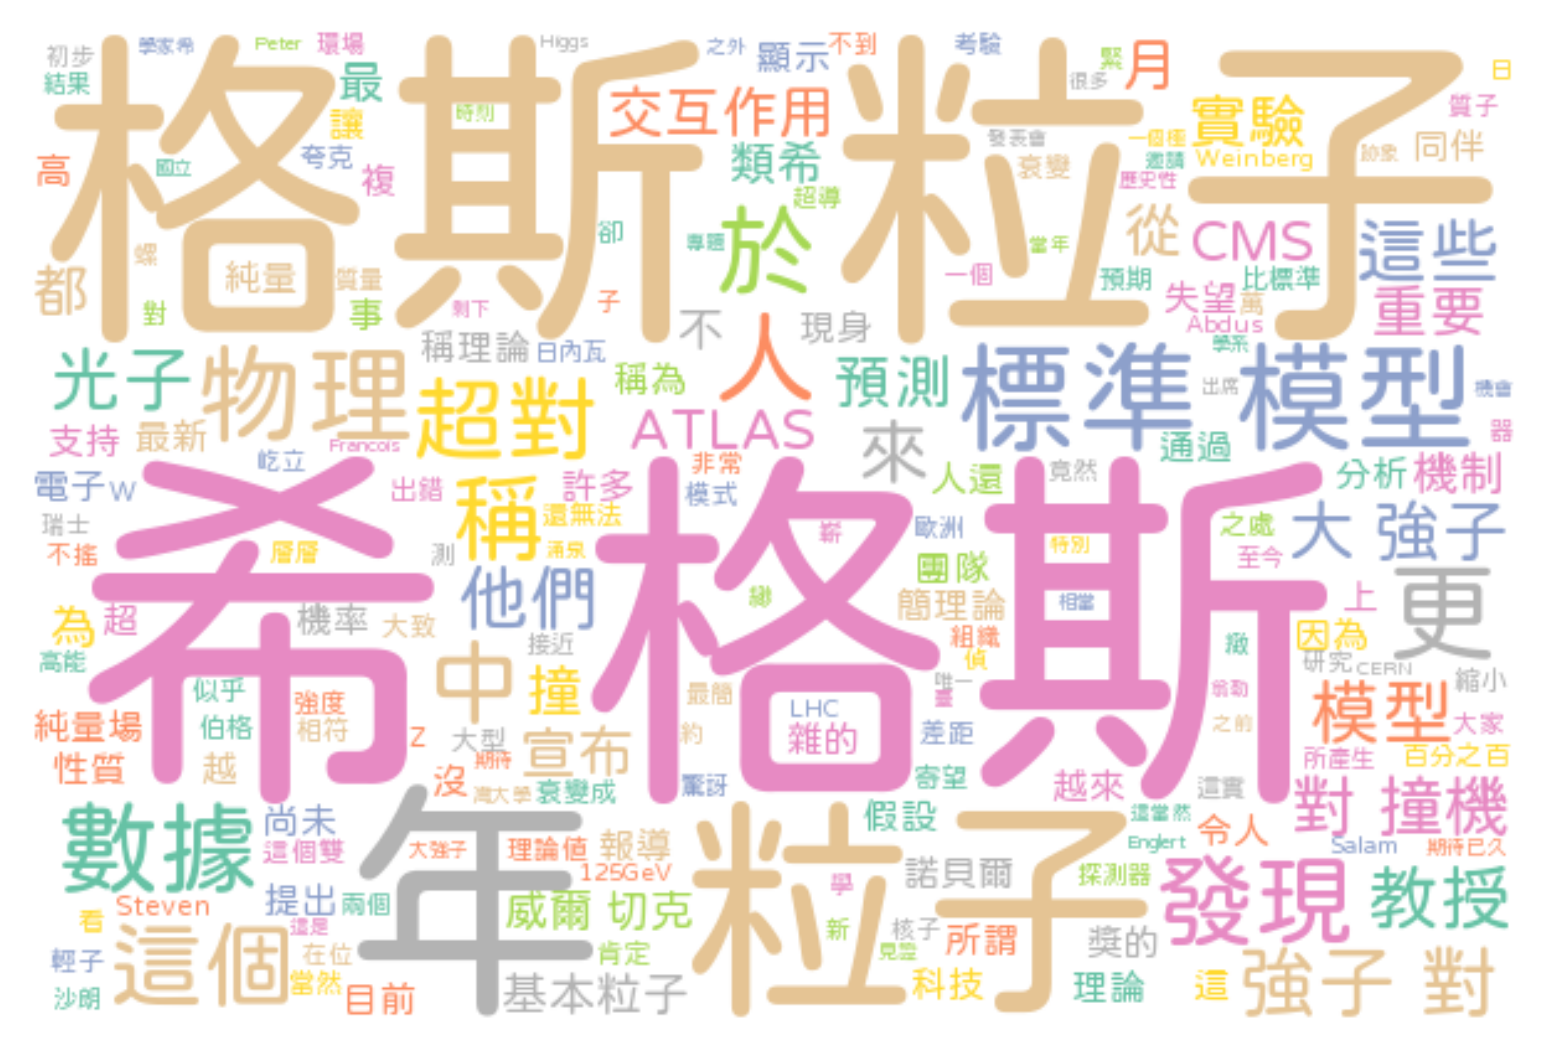 初步
學家希
Peter
環場
Higgs
之外
顯示
不到
考驗
緊
月
日
結果
最
很多
格斯
粒子
時刻
交互作用
實驗
質子
讓
發表會
一個極
Weinberg
跡象
同伴
高
國立
夸克
複
類希
衰變
邀請
歷史性
超導
從
CMS
這些
都
螺
純量
質量
卻
專題
於
當年
一個
預期
比標準
失望
萬
重要
對
事
剩下
子
不
現身
Abdus
稱理論
日內瓦
人
學系
光子
物理
超對
稱為
預測
標準
模型
出席
機會
支持
最新
Francois
ATLAS
來
通過
器
電子
W
屹立
出錯
許多
非常
模式
人還
竟然
分析
機制
希
格斯
瑞士
稱
還無法
嶄
歐洲
特別
之處
大
強子
不搖
層層
測
湧泉
團隊
至今
更
他們
簡理論
相當
上
為
超
機率
大致
接近
組織
因為
高能
偵
研究
CERN
似乎
中
撞
最簡
唯一
臺
翁勒
縮小
純量場
伯格
強度
相符
Z
大型
宣布
約
LHC
雜的
差距
之前
模型
大家
性質
越
沒
期待
所產生
百分之百
灣大學
衰變成
驚訝
寄望
越來
這實
對
撞機
數據
尚未
年
粒子
假設
這當然
令人
這個雙
大強子
理論值
報導
Englert
Salam
期待已久
125GeV
諾貝爾
探測器
發現
教授
提出
兩個
Steven
看
這是
威爾
切克
學
新
核子
所謂
獎的
輕子
這個
在位
肯定
見證
沙朗
當然
目前
基本粒子
科技
理論
這
強子
對